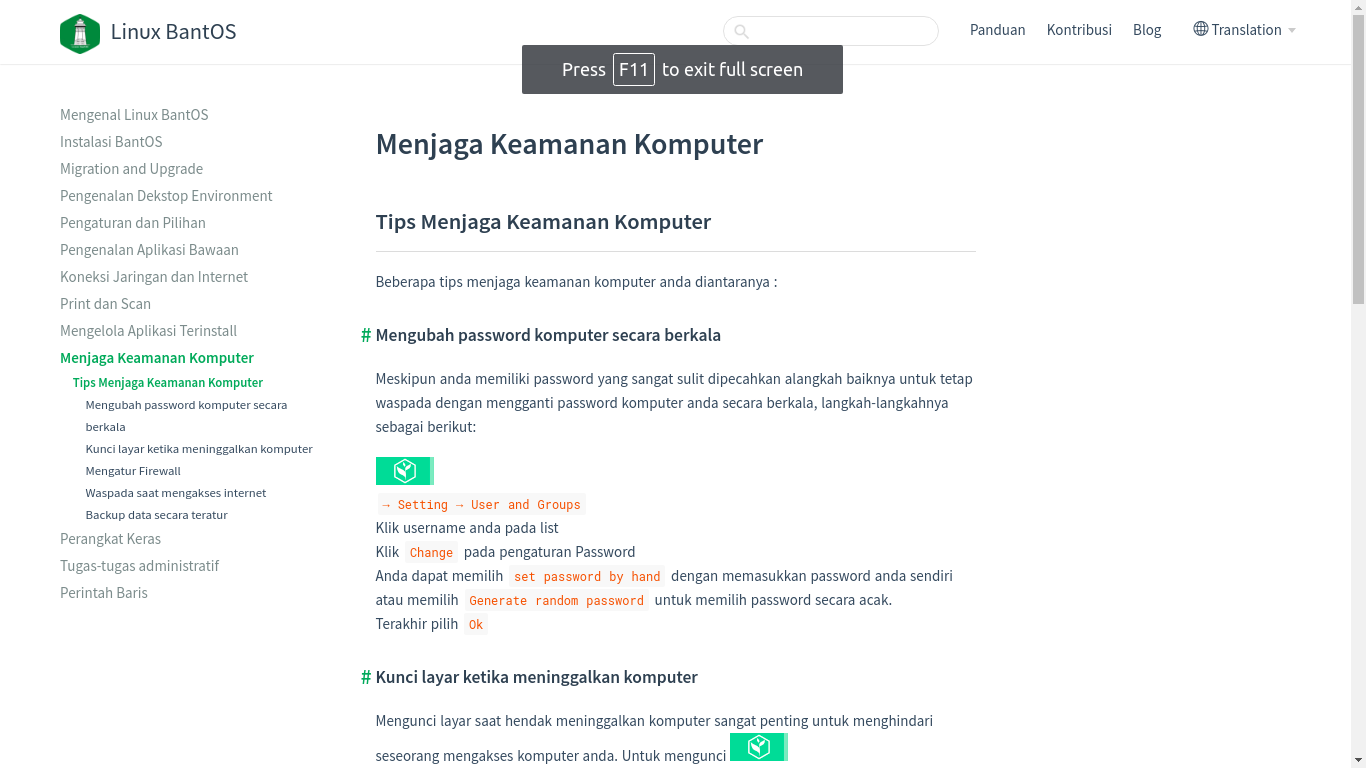 Linux BantOS
Panduan
Kontribusi
Blog
Translation
Press F11 to exit full screen
Mengenal Linux BantOS
Instalasi BantOS
Migration and Upgrade
Pengenalan Dekstop Environment
Pengaturan dan Pilihan
Pengenalan Aplikasi Bawaan
Koneksi Jaringan dan Internet
Print dan Scan
Mengelola Aplikasi Terinstall
Menjaga Keamanan Komputer
Tips Menjaga Keamanan Komputer
Mengubah password komputer secara
berkala
Kunci layar ketika meninggalkan komputer
Mengatur Firewall
Waspada saat mengakses internet
Backup data secara teratur
Perangkat Keras
Tugas-tugas administratif
Perintah Baris
Menjaga Keamanan Komputer
Tips Menjaga Keamanan Komputer
Beberapa tips menjaga keamanan komputer anda diantaranya :
# Mengubah password komputer secara berkala
Meskipun anda memiliki password yang sangat sulit dipecahkan alangkah baiknya untuk tetap
waspada dengan mengganti password komputer anda secara berkala, langkah-langkahnya
sebagai berikut:
→ Setting → User and Groups
Klik username anda pada list
Klik Change pada pengaturan Password
Anda dapat memilih set password by hand dengan memasukkan password anda sendiri
atau memilih Generate random password untuk memilih password secara acak.
Terakhir pilih Ok
# Kunci layar ketika meninggalkan komputer
Mengunci layar saat hendak meninggalkan komputer sangat penting untuk menghindari
seseorang mengakses komputer anda. Untuk mengunci